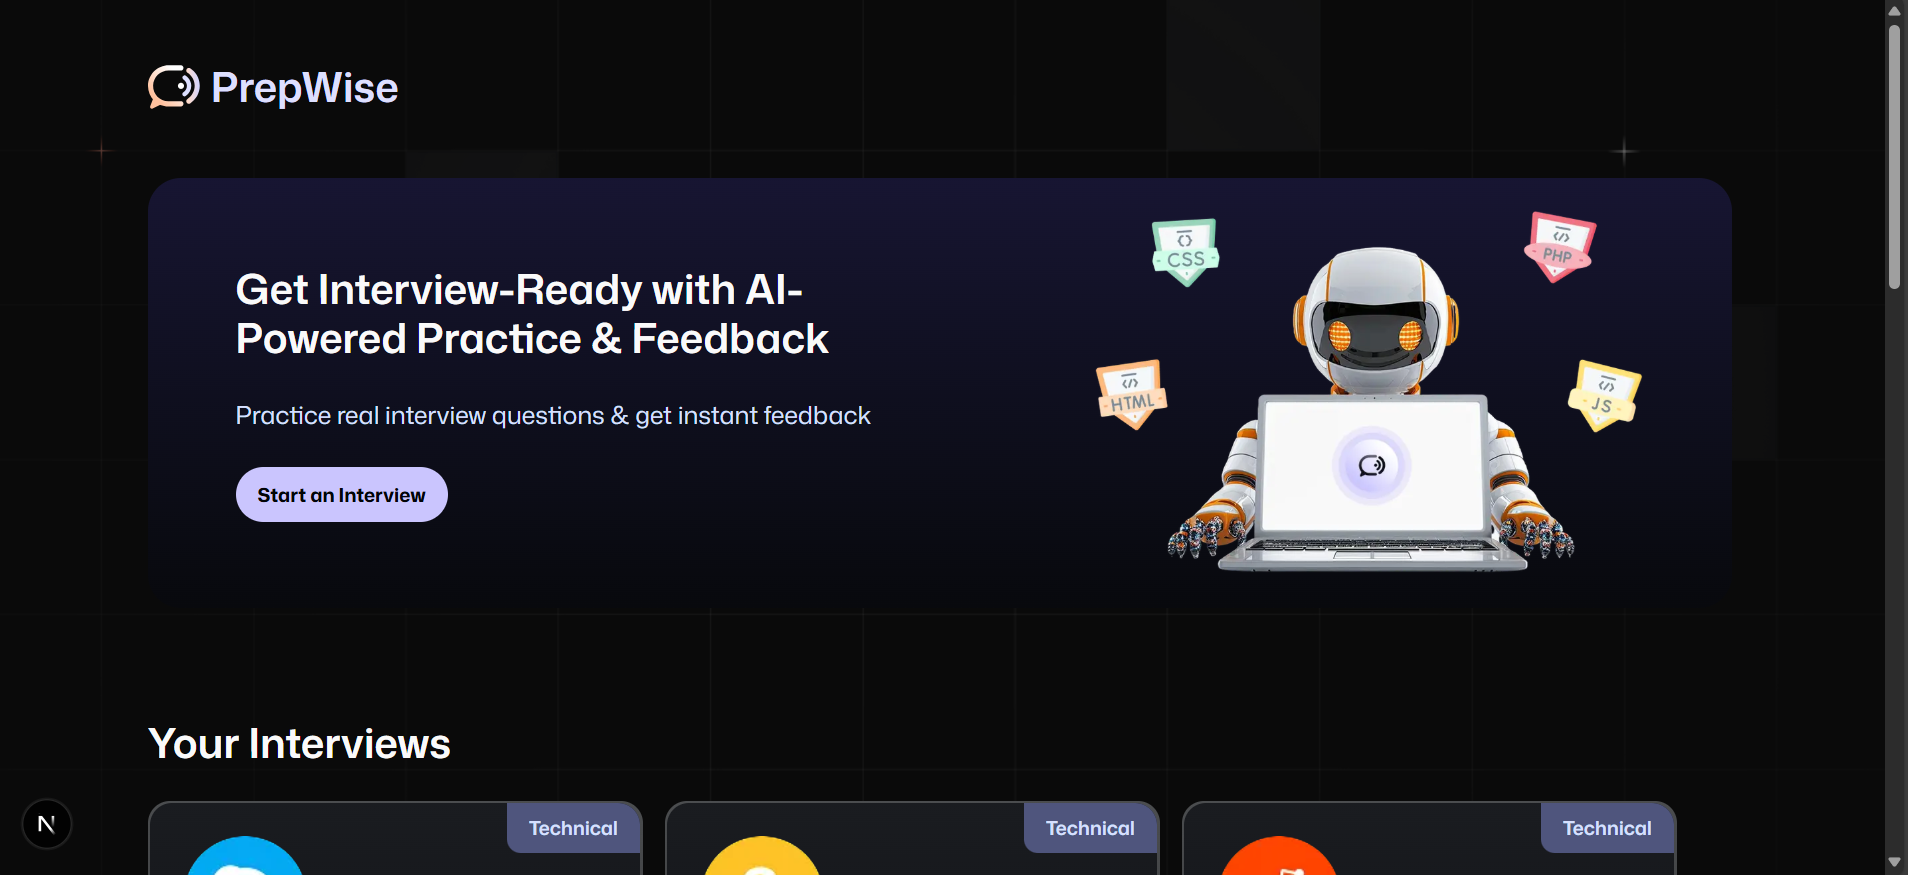 PrepWise
Get Interview-Ready with AI-
Powered Practice & Feedback
Practice real interview questions & get instant feedback
Start an Interview
CSS
PHP
HTML
JS
Your Interviews
Technical
Technical
Technical
N